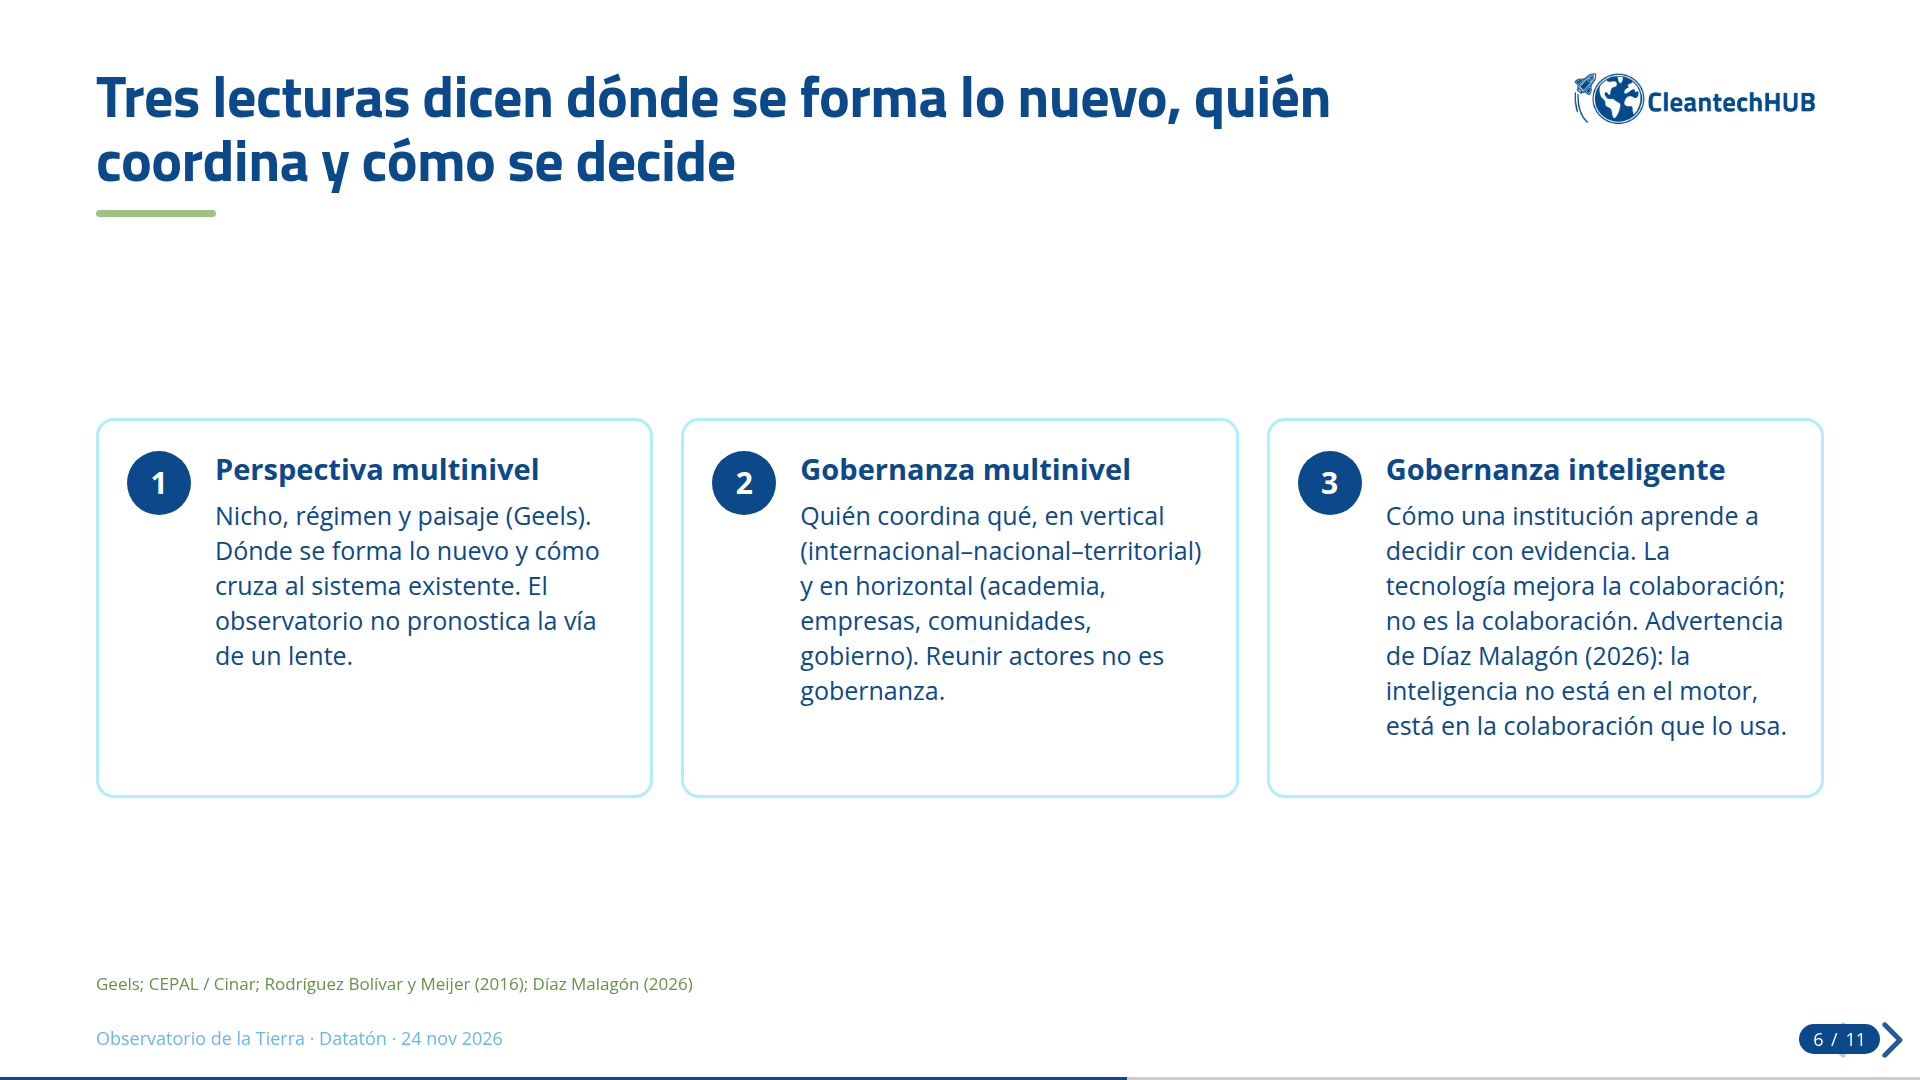 Tres lecturas dicen dónde se forma lo nuevo, quién
coordina y cómo se decide
CleantechHUB
1
Perspectiva multinivel
Nicho, régimen y paisaje (Geels).
Dónde se forma lo nuevo y cómo
cruza al sistema existente. El
observatorio no pronostica la vía
de un lente.
2
Gobernanza multinivel
Quién coordina qué, en vertical
(internacional–nacional–territorial)
y en horizontal (academia,
empresas, comunidades,
gobierno). Reunir actores no es
gobernanza.
3
Gobernanza inteligente
Cómo una institución aprende a
decidir con evidencia. La
tecnología mejora la colaboración;
no es la colaboración. Advertencia
de Díaz Malagón (2026): la
inteligencia no está en el motor,
está en la colaboración que lo usa.
Geels; CEPAL / Cinar; Rodríguez Bolívar y Meijer (2016); Díaz Malagón (2026)
Observatorio de la Tierra · Datatón · 24 nov 2026
6 / 11